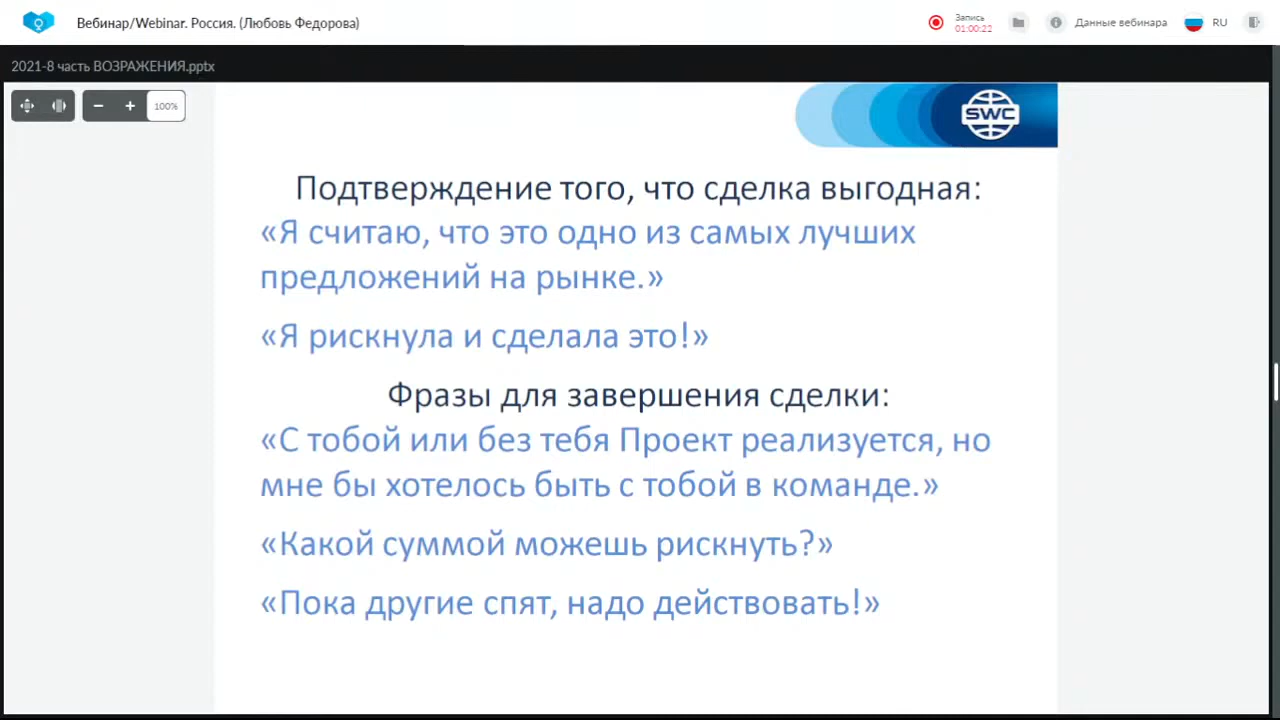 Вебинар/Webinar. Россия. (Любовь Федорова)
Запись
01:00:22
Данные вебинара
RU
2021-8 часть ВОЗРАЖЕНИЯ.pptx
100%
SWC
Подтверждение того, что сделка выгодная:
«Я считаю, что это одно из самых лучших
предложений на рынке.»
«Я рискнула и сделала это!»
Фразы для завершения сделки:
«С тобой или без тебя Проект реализуется, но
мне бы хотелось быть с тобой в команде.»
«Какой суммой можешь рискнуть?»
«Пока другие спят, надо действовать!»